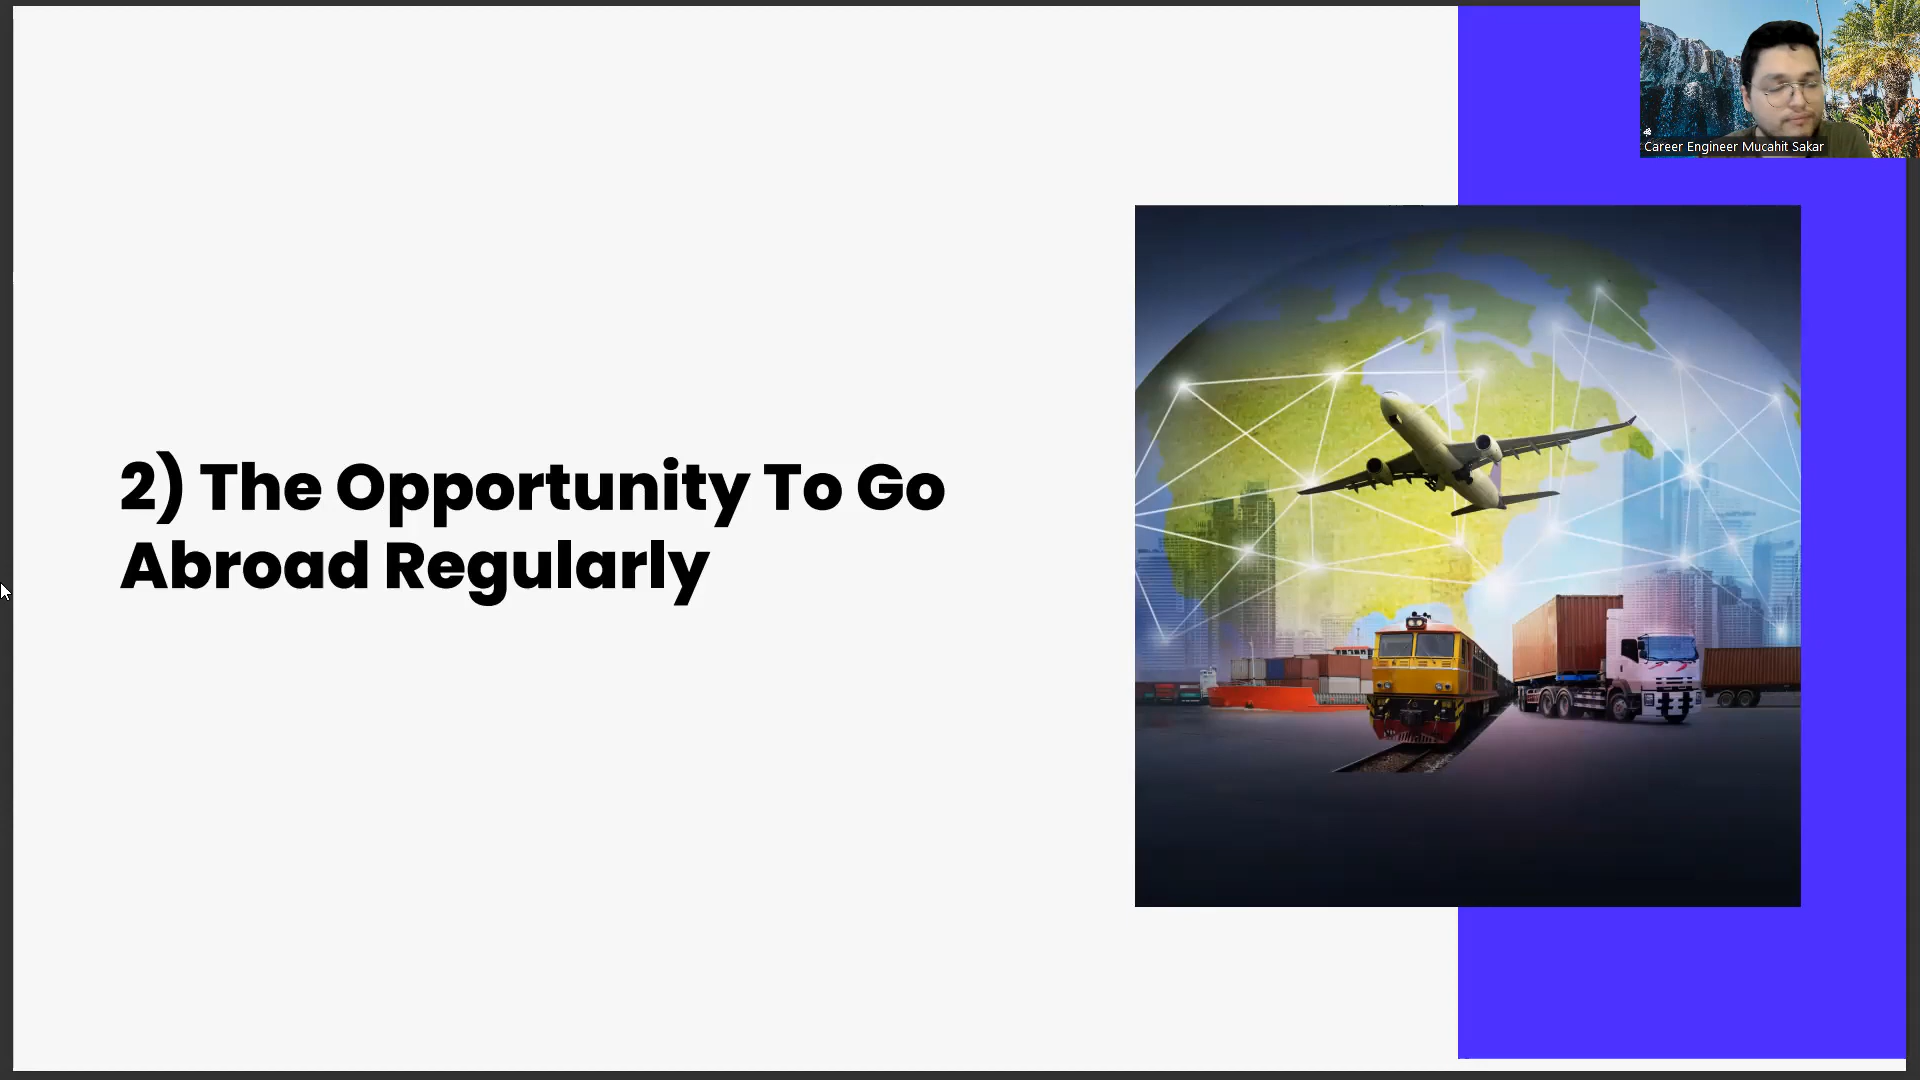 Career Engineer Mucahit Sakar
2) The Opportunity To Go
Abroad Regularly